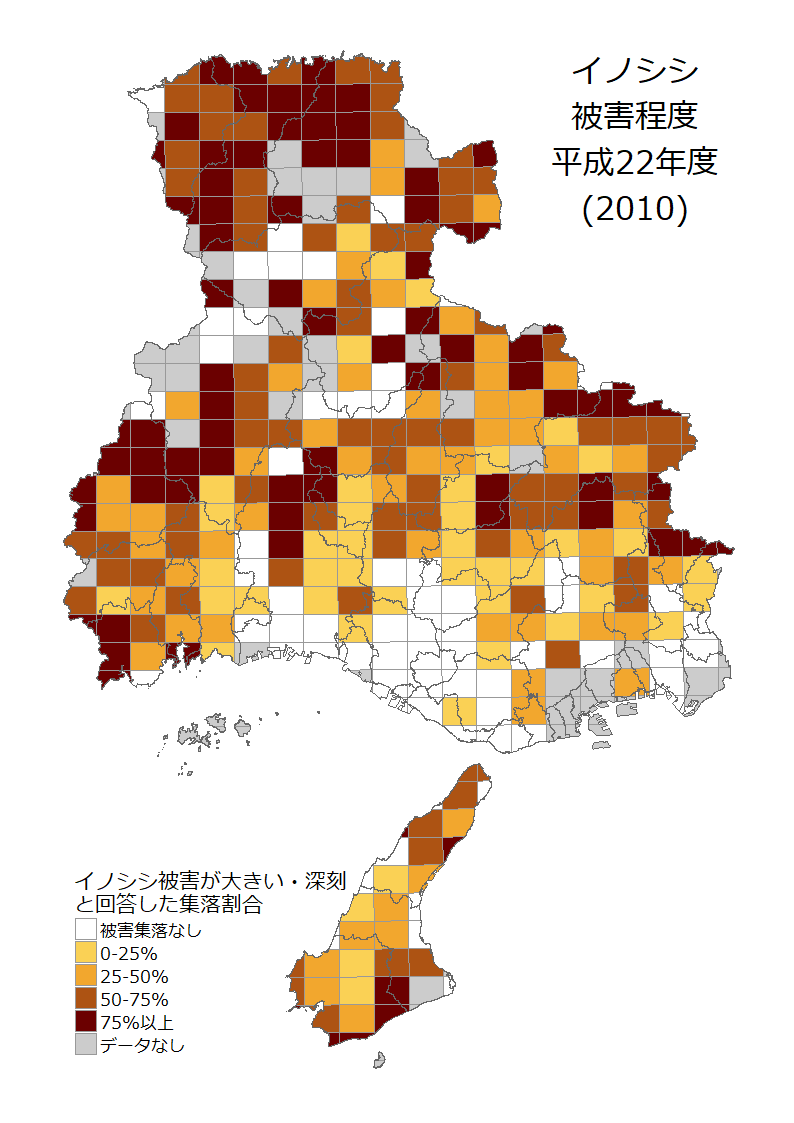 イノシシ
被害程度
平成22年度
(2010)
イノシシ被害が大きい・深刻
と回答した集落割合
被害集落なし
0-25%
25-50%
50-75%
75%以上
データなし